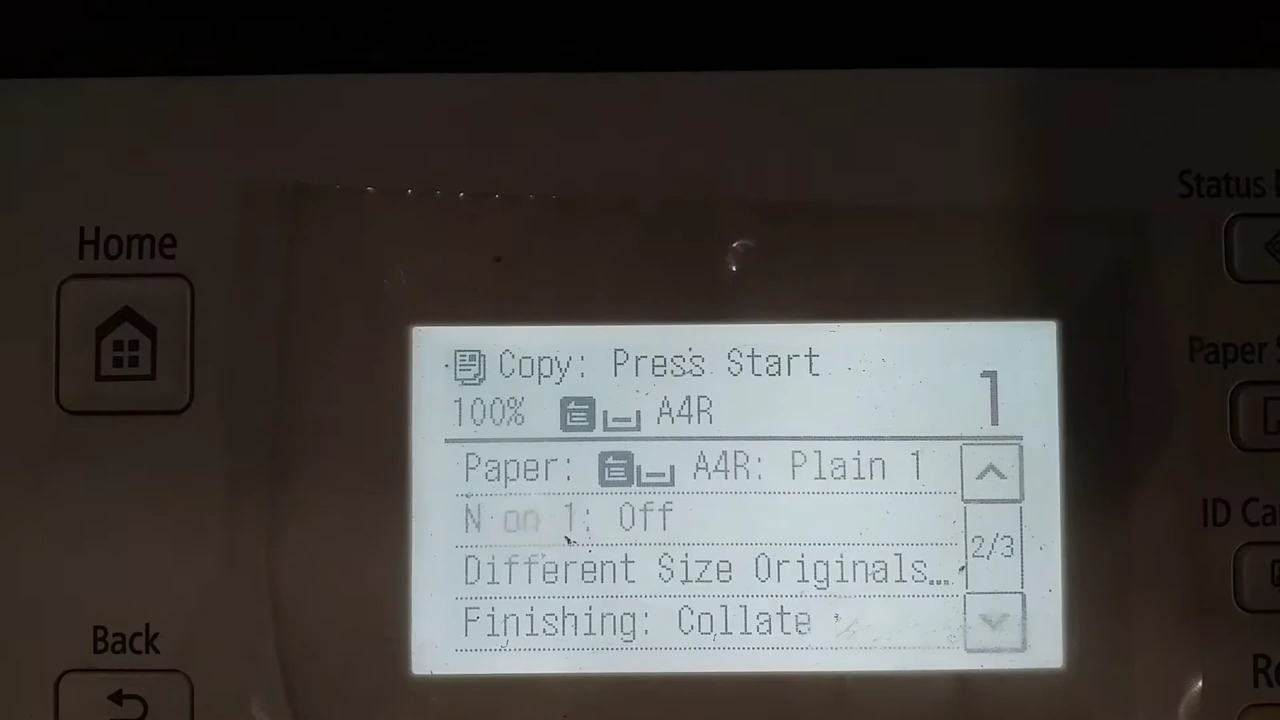 Status
Home
Copy: Press Start
1
100% A4R
Paper
Paper: A4R: Plain 1
N on 1: Off
ID
2/3
Different Size Originals...
Finishing: Collate
Back